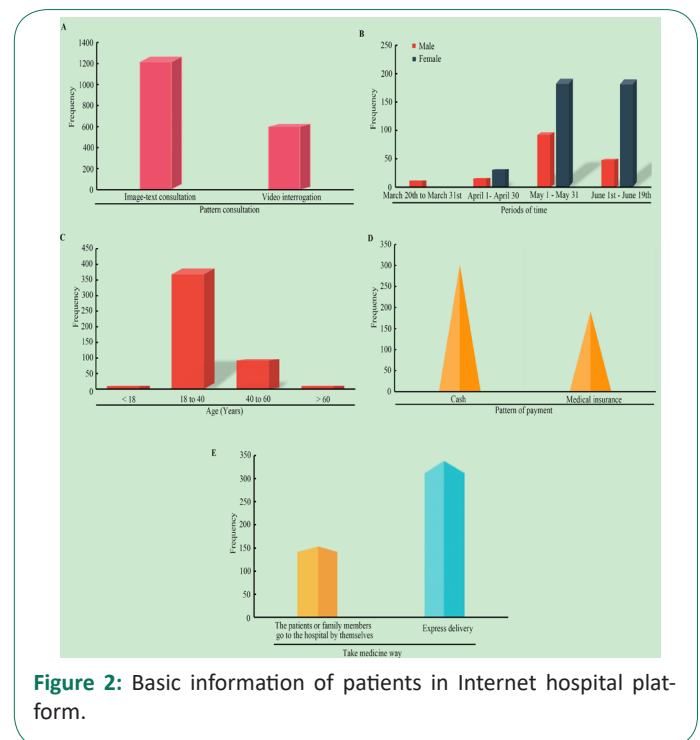 A
1400
1200
1000
800
600
400
200
0
Frequency
Image-text consultation
Video interrogation
Pattern consultation
B
Male
Female
250
200
150
100
50
0
Frequency
March 20th to March 31st
April 1- April 30
May 1 - May 31
June 1st - June 19th
Periods of time
C
450
400
350
300
250
200
150
100
50
0
Frequency
< 18
18 to 40
40 to 60
> 60
Age (Years)
D
350
300
250
200
150
100
50
0
Frequency
Cash
Medical insurance
Pattern of payment
E
350
300
250
200
150
100
50
0
Frequency
The patients or family members
go to the hospital by themselves
Express delivery
Take medicine way
Figure 2: Basic information of patients in Internet hospital plat-
form.